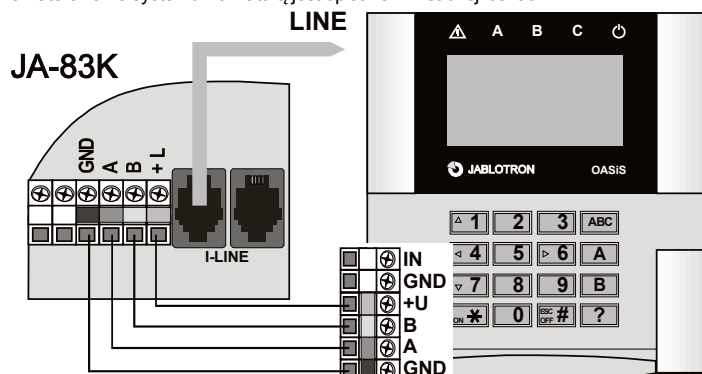 LINE
A B C
JA-83K
GND A B +L
JABLOTRON OASiS
I-LINE
1 2 3 ABC
4 5 6 A
7 8 9 B
ON * 0 ESC OFF # ?
IN
GND
+U
B
A
GND